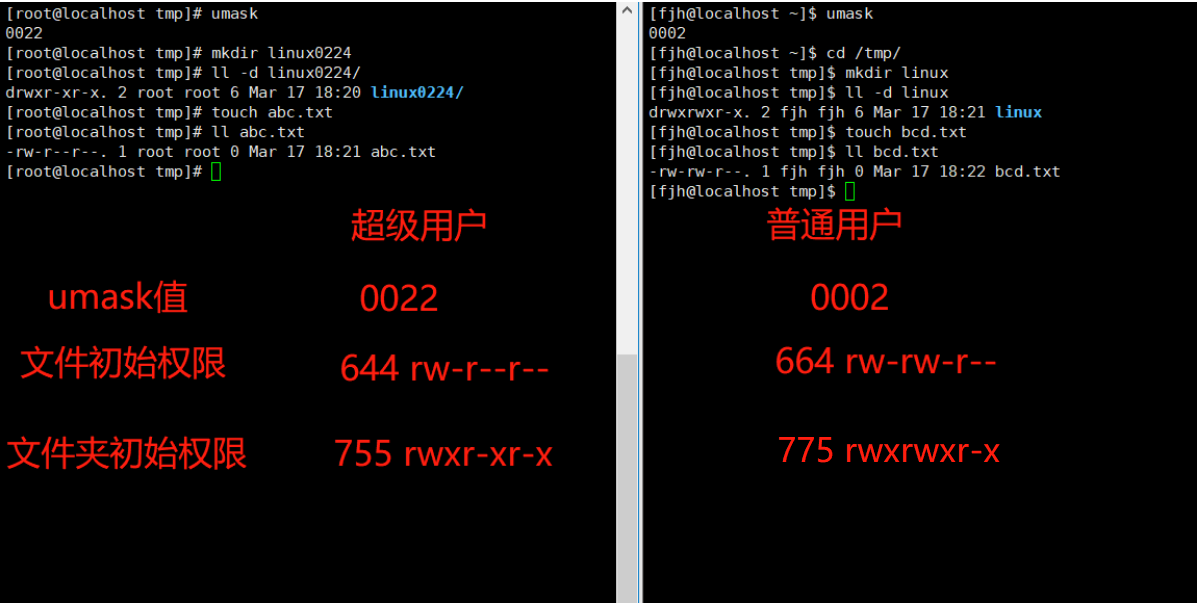 [root@localhost tmp]# umask
0022
[root@localhost tmp]# mkdir linux0224
[root@localhost tmp]# ll -d linux0224/
drwxr-xr-x. 2 root root 6 Mar 17 18:20 linux0224/
[root@localhost tmp]# touch abc.txt
[root@localhost tmp]# ll abc.txt
-rw-r--r--. 1 root root 0 Mar 17 18:21 abc.txt
[root@localhost tmp]#
[fjh@localhost ~]$ umask
0002
[fjh@localhost ~]$ cd /tmp/
[fjh@localhost tmp]$ mkdir linux
[fjh@localhost tmp]$ ll -d linux
drwxrwxr-x. 2 fjh fjh 6 Mar 17 18:21 linux
[fjh@localhost tmp]$ touch bcd.txt
[fjh@localhost tmp]$ ll bcd.txt
-rw-rw-r--. 1 fjh fjh 0 Mar 17 18:22 bcd.txt
[fjh@localhost tmp]$
超级用户 普通用户
umask值 0022 0002
文件初始权限 644 rw-r--r-- 664 rw-rw-r--
文件夹初始权限 755 rwxr-xr-x 775 rwxrwxr-x